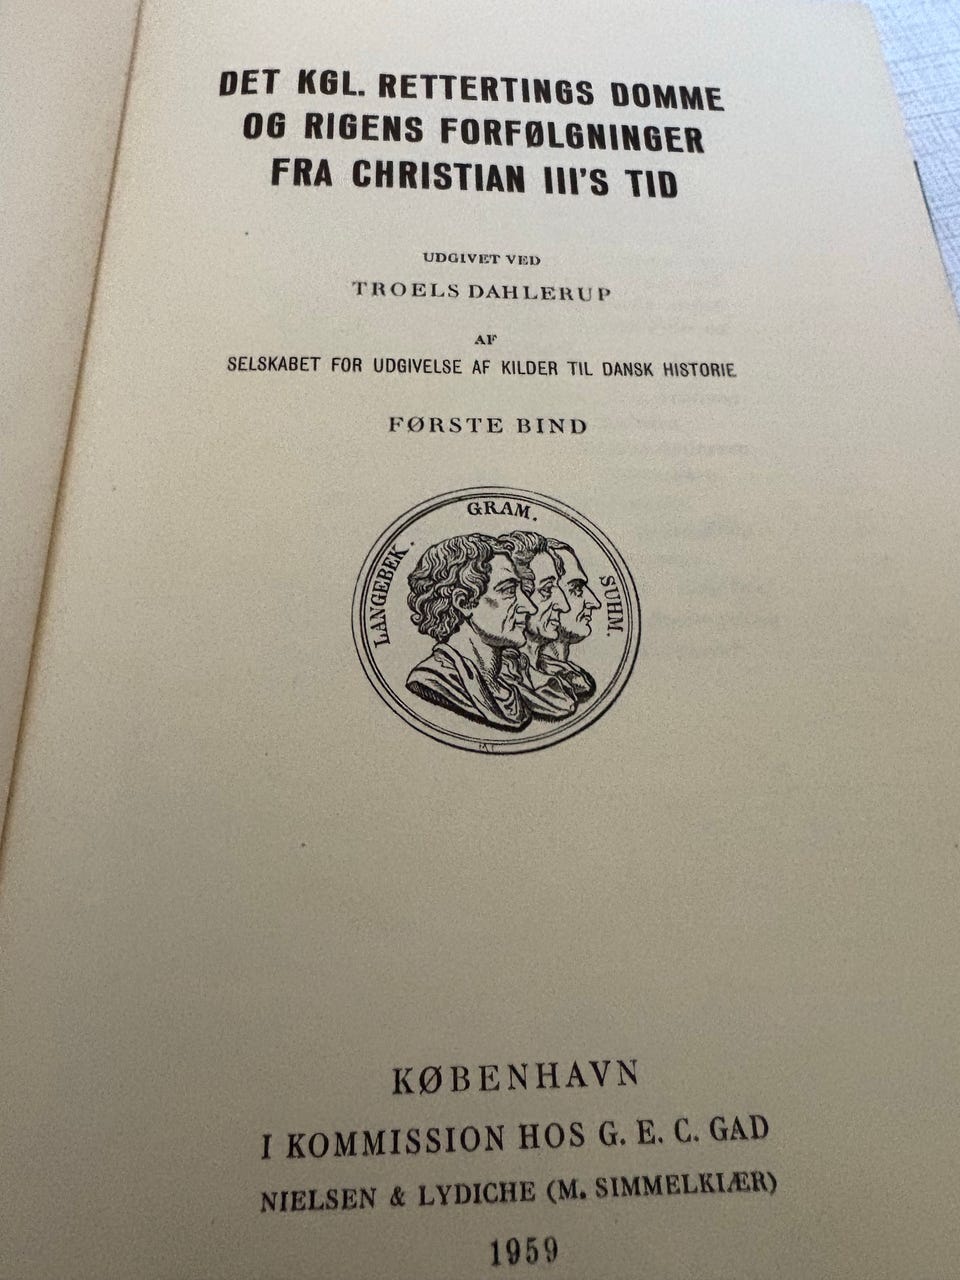 DET KGL. RETTERTINGS DOMME
OG RIGENS FORFØLGNINGER
FRA CHRISTIAN III'S TID
UDGIVET VED
TROELS DAHLERUP
AF
SELSKABET FOR UDGIVELSE AF KILDER TIL DANSK HISTORIE
FØRSTE BIND
LANGEBEK. GRAM. SUHM.
KØBENHAVN
I KOMMISSION HOS G. E. C. GAD
NIELSEN & LYDICHE (M. SIMMELKIÆR)
1959